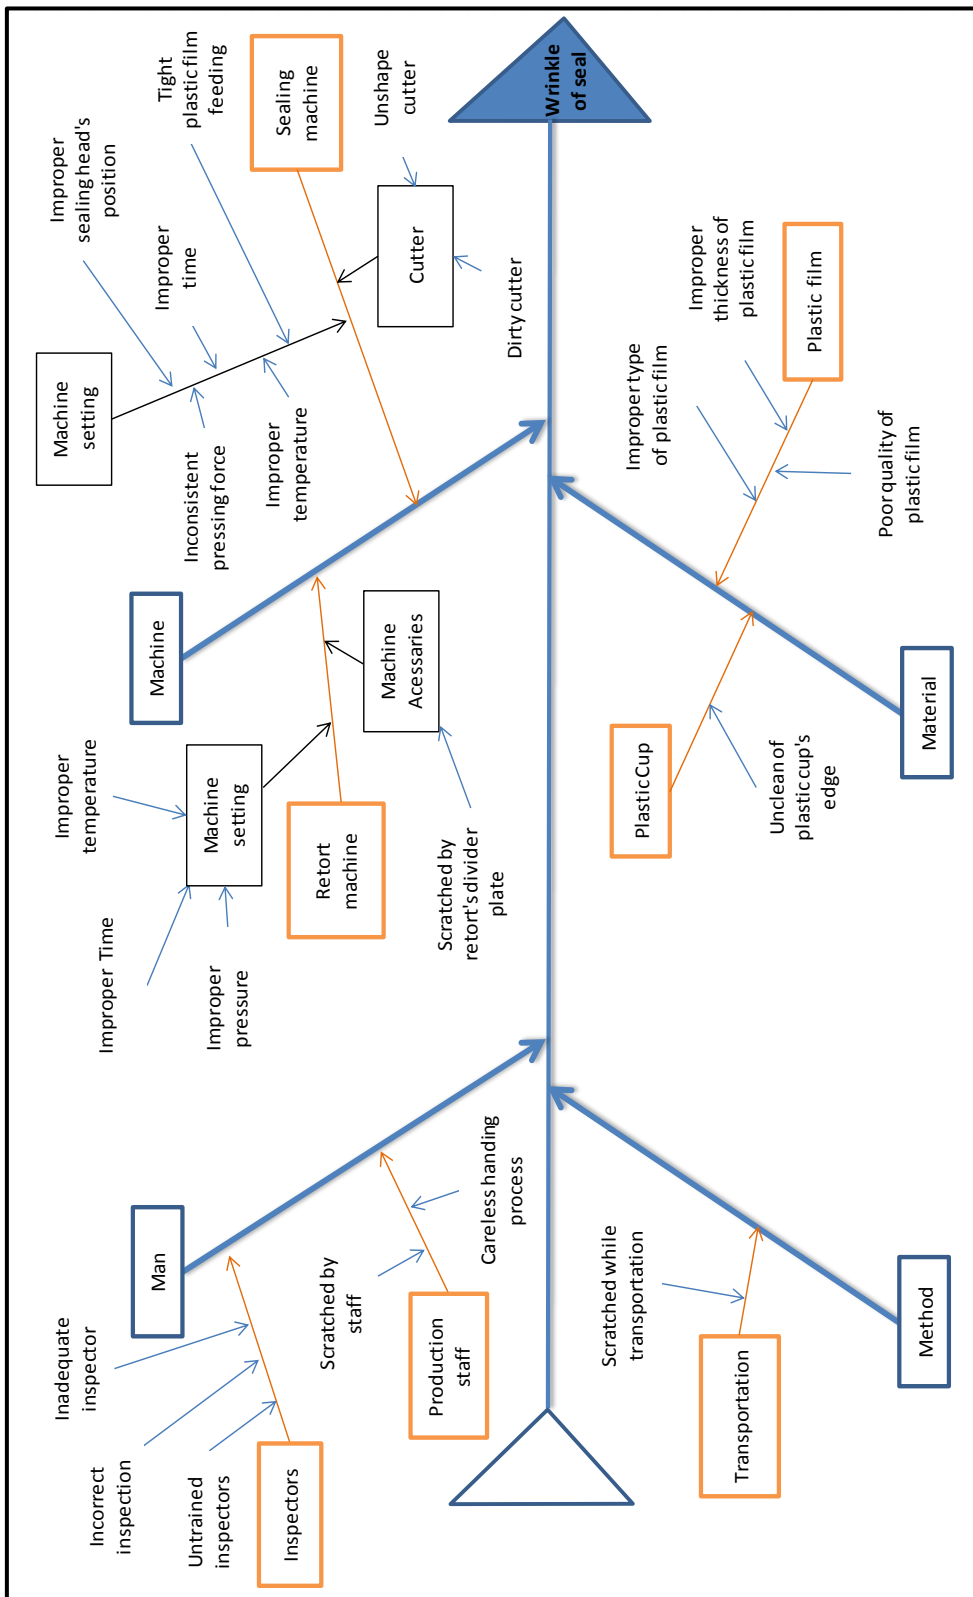 Inadequate
inspector
Incorrect
inspection
Untrained
inspectors
Inspectors
Man
Scratched by
staff
Production
staff
Careless handing
process
Improper Time
Improper
temperature
Improper
pressure
Machine
setting
Retort
machine
Scratched by
retort's divider
plate
Machine
Acessaries
Machine
Machine
setting
Improper
sealing head's
position
Improper
time
Tight
plastic film
feeding
Inconsistent
pressing force
Improper
temperature
Sealing
machine
Unshape
cutter
Cutter
Dirty cutter
Wrinkle
of seal
Scratched while
transportation
Transportation
Method
Plastic Cup
Unclean of
plastic cup's
edge
Material
Improper type
of plastic film
Improper
thickness of
plastic film
Plastic film
Poor quality of
plastic film